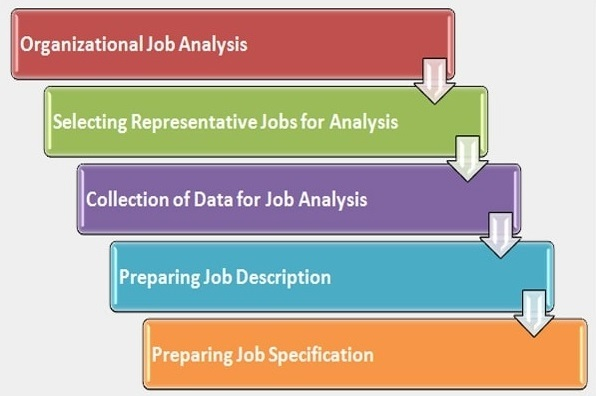 Organizational Job Analysis
Selecting Representative Jobs for Analysis
Collection of Data for Job Analysis
Preparing Job Description
Preparing Job Specification